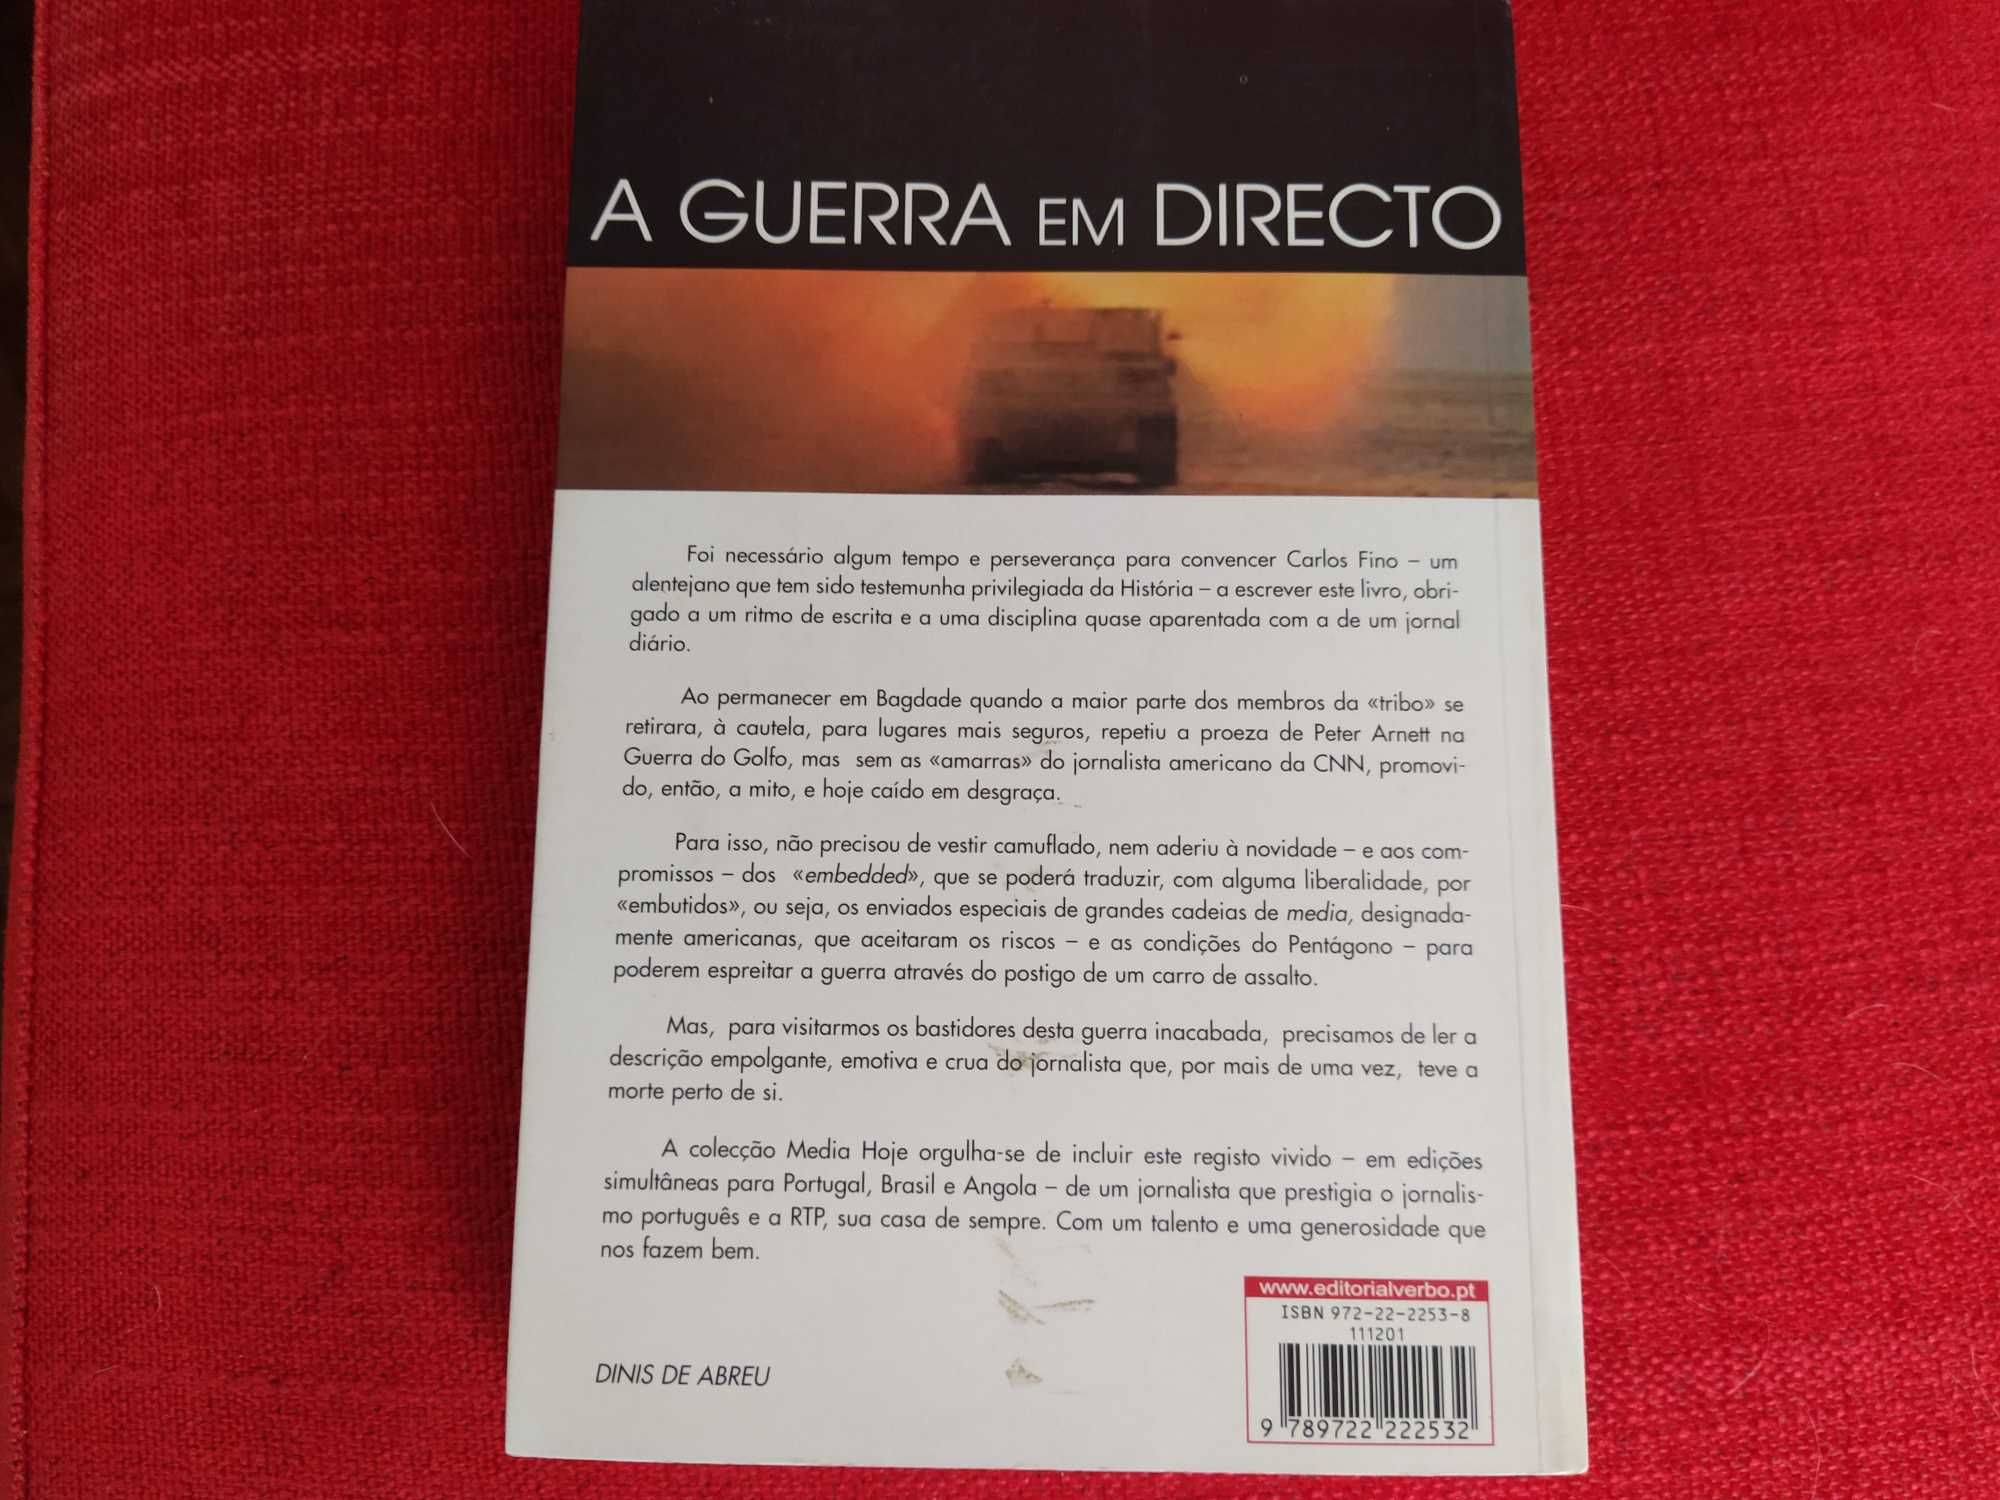 A GUERRA EM DIRECTO
Foi necessário algum tempo e perseverança para convencer Carlos Fino – um
alentejano que tem sido testemunha privilegiada da História – a escrever este livro, obri-
gado a um ritmo de escrita e a uma disciplina quase aparentada com a de um jornal
diário.
Ao permanecer em Bagdade quando a maior parte dos membros da «tribo» se
retirara, à cautela, para lugares mais seguros, repetiu a proeza de Peter Arnett na
Guerra do Golfo, mas sem as «amarras» do jornalista americano da CNN, promovi-
do, então, a mito, e hoje caído em desgraça.
Para isso, não precisou de vestir camuflado, nem aderiu à novidade – e aos com-
promissos – dos «embedded», que se poderá traduzir, com alguma liberalidade, por
«embutidos», ou seja, os enviados especiais de grandes cadeias de media, designada-
mente americanas, que aceitaram os riscos – e as condições do Pentágono – para
poderem espreitar a guerra através do postigo de um carro de assalto.
Mas, para visitarmos os bastidores desta guerra inacabada, precisamos de ler a
descrição empolgante, emotiva e crua do jornalista que, por mais de uma vez, teve a
morte perto de si.
A colecção Media Hoje orgulha-se de incluir este registo vivido – em edições
simultâneas para Portugal, Brasil e Angola – de um jornalista que prestigia o jornalis-
mo português e a RTP, sua casa de sempre. Com um talento e uma generosidade que
nos fazem bem.
www.editorialverbo.pt
ISBN 972-22-2253-8
111201
9 789722 222532
DINIS DE ABREU